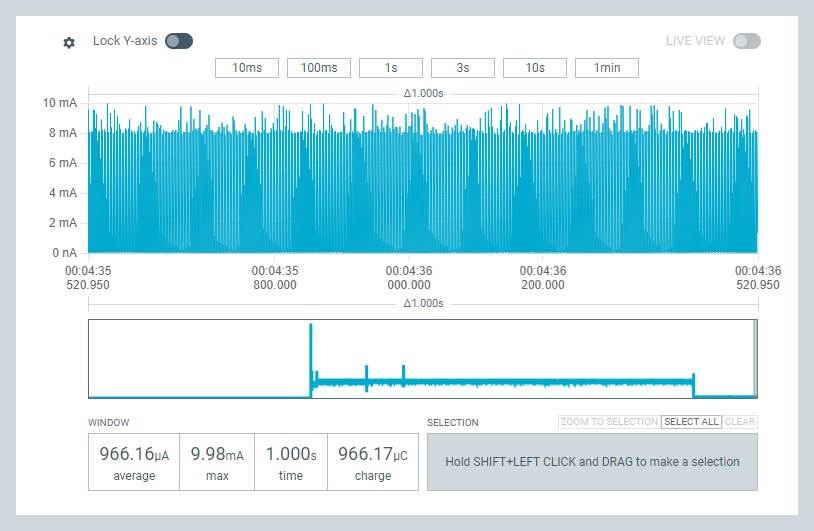 Lock Y-axis LIVE VIEW
10ms 100ms 1s 3s 10s 1min
Δ1.000s
10 mA
8 mA
6 mA
4 mA
2 mA
0 nA
00:04:35 00:04:35 00:04:36 00:04:36 00:04:36
520.950 800.000 000.000 200.000 520.950
Δ1.000s
WINDOW SELECTION ZOOM TO SELECTION SELECT ALL CLEAR
966.16μA 9.98mA 1.000s 966.17μC
average max time charge
Hold SHIFT+LEFT CLICK and DRAG to make a selection